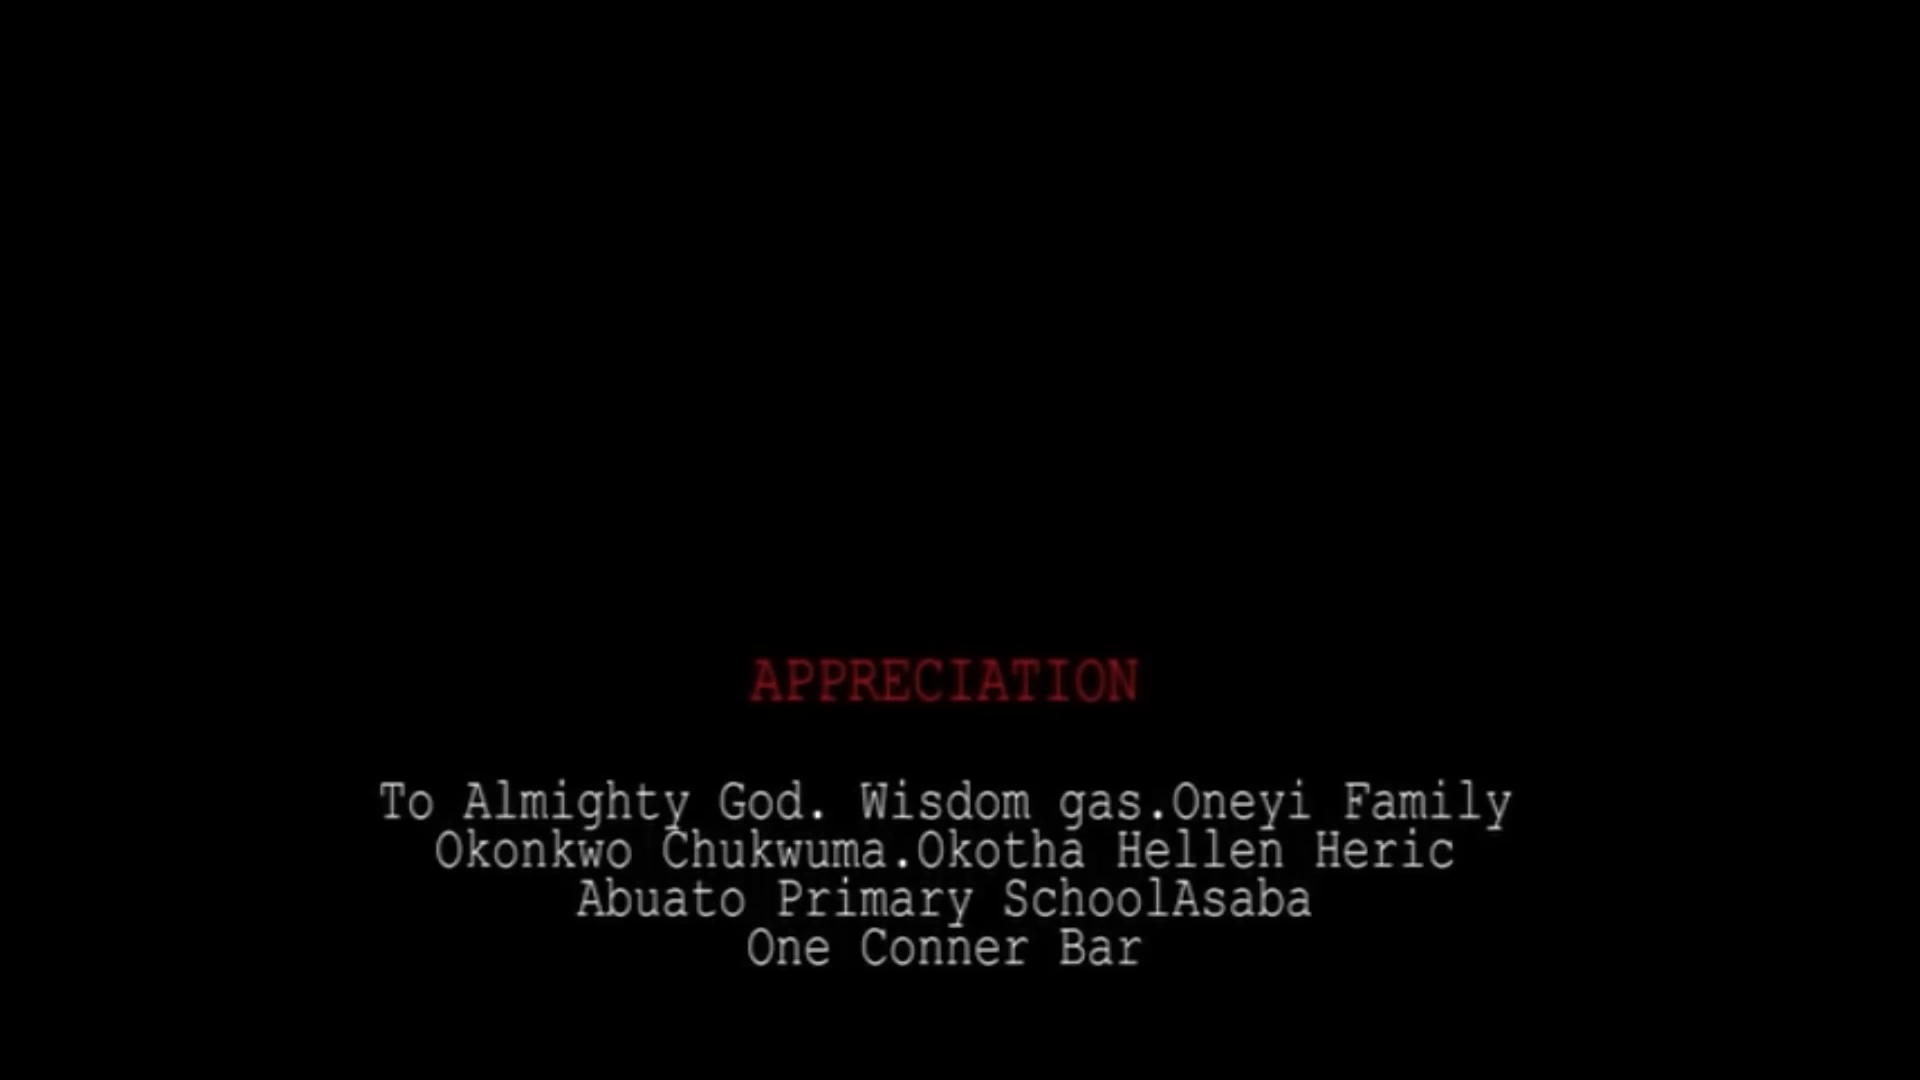 APPRECIATION
To Almighty God. Wisdom gas.Oneyi Family
Okonkwo Chukwuma.Okotha Hellen Heric
Abuato Primary SchoolAsaba
One Conner Bar